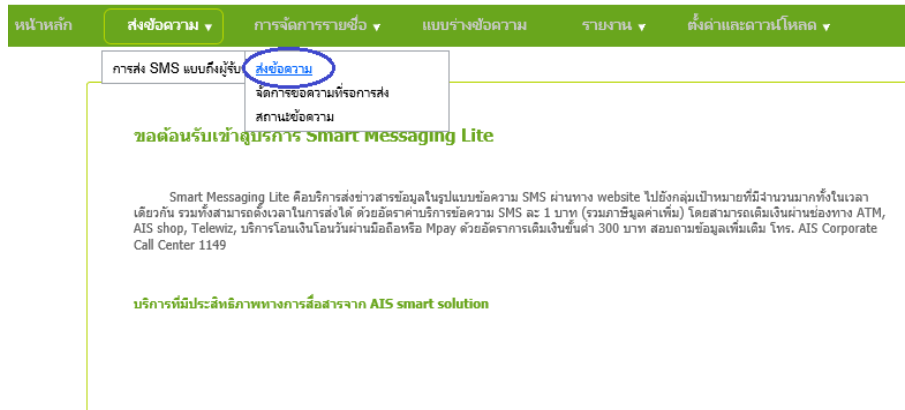 หน้าหลัก ส่งข้อความ ▼ การจัดการรายชื่อ ▼ แบบร่างข้อความ รายงาน ▼ ตั้งค่าและดาวน์โหลด ▼
การส่ง SMS แบบถึงผู้รับ ส่งข้อความ
จัดการข้อความที่รอการส่ง
สถานะข้อความ
ขอต้อนรับเข้าสู่บริการ Smart Messaging Lite
Smart Messaging Lite คือบริการส่งข่าวสารข้อมูลในรูปแบบข้อความ SMS ผ่านทาง website ไปยังกลุ่มเป้าหมายที่มีจำนวนมากทั้งในเวลา
เดียวกัน รวมทั้งสามารถตั้งเวลาในการส่งได้ ด้วยอัตราค่าบริการข้อความ SMS ละ 1 บาท (รวมภาษีมูลค่าเพิ่ม) โดยสามารถเติมเงินผ่านช่องทาง ATM,
AIS shop, Telewiz, บริการโอนเงินโอนวันผ่านมือถือหรือ Mpay ด้วยอัตราการเติมเงินขั้นต่ำ 300 บาท สอบถามข้อมูลเพิ่มเติม โทร. AIS Corporate
Call Center 1149
บริการที่มีประสิทธิภาพทางการสื่อสารจาก AIS smart solution